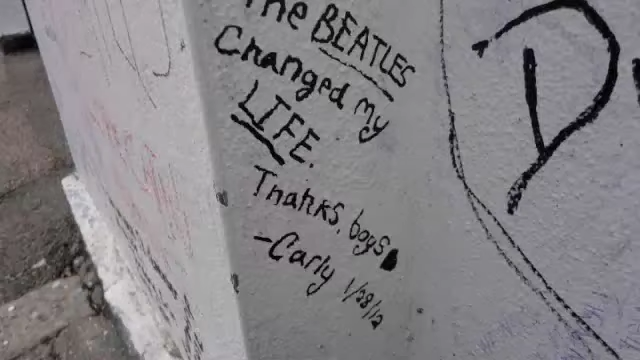 The BEATLES
Changed my
LIFE.
Thanks, boys
-Carly 1/28/12